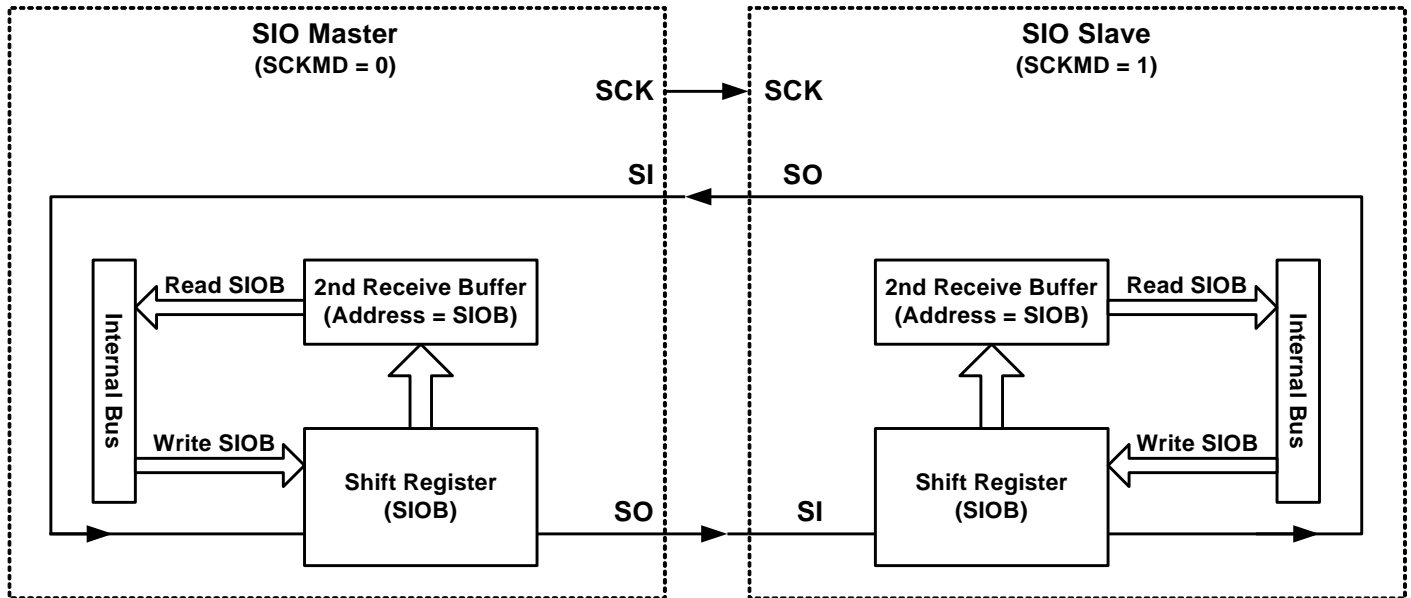 SIO Master
(SCKMD = 0)
SIO Slave
(SCKMD = 1)
SCK
SCK
SI
SO
Read SIOB
2nd Receive Buffer
(Address = SIOB)
2nd Receive Buffer
(Address = SIOB)
Read SIOB
Internal Bus
Internal Bus
Write SIOB
Shift Register
(SIOB)
Write SIOB
Shift Register
(SIOB)
SO
SI